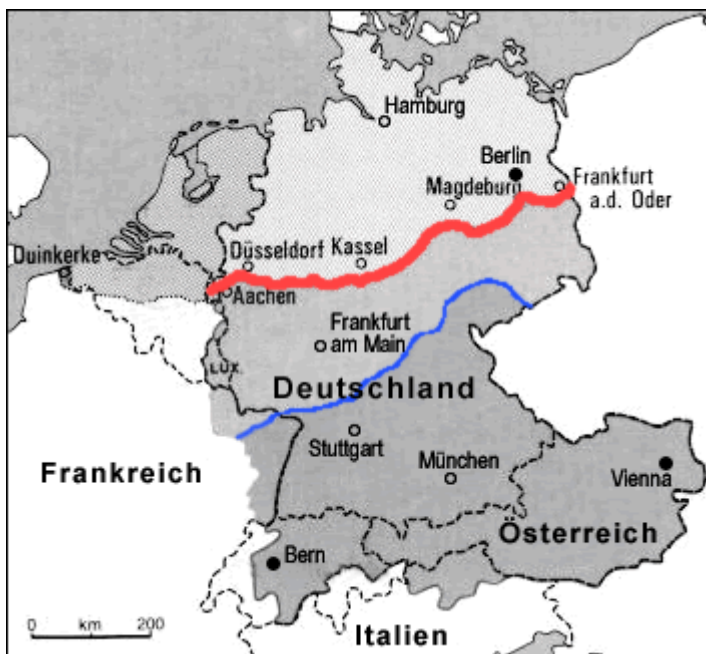 Hamburg
Berlin
Magdeburg
Frankfurt
a.d. Oder
Duinkerke
Düsseldorf
Kassel
Aachen
Frankfurt
am Main
LUX.
Deutschland
Stuttgart
Frankreich
München
Vienna
Österreich
Bern
0 km 200
Italien